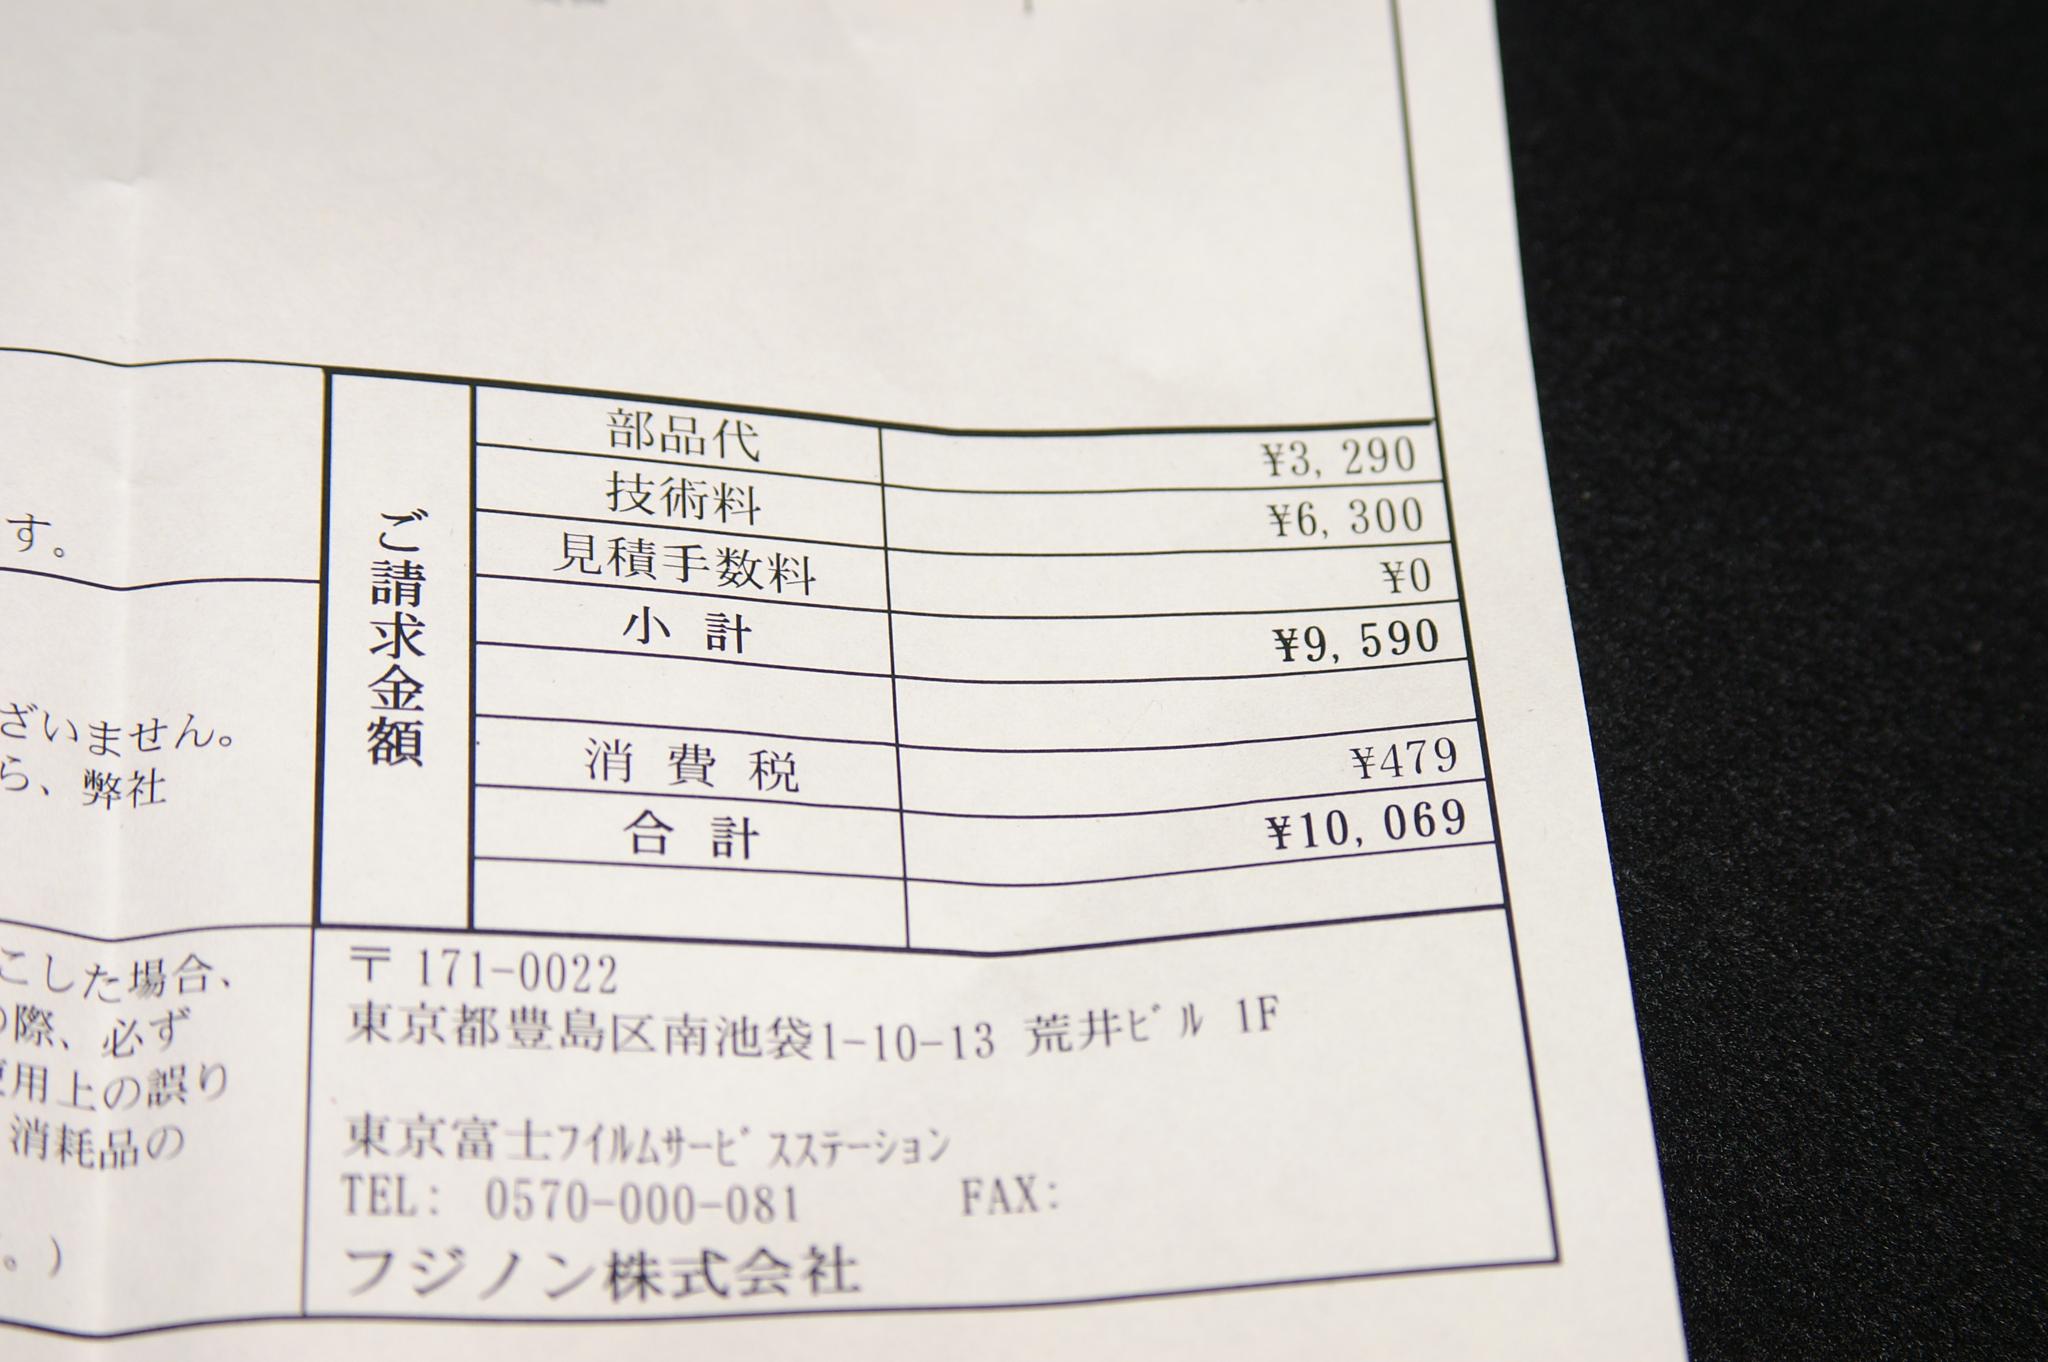 す。
ざいません。
ら、弊社
こした場合、
の際、必ず
用上の誤り
消耗品の
。)
ご請求金額
部品代 ¥3,290
技術料 ¥6,300
見積手数料 ¥0
小計 ¥9,590
消費税 ¥479
合計 ¥10,069
〒171-0022
東京都豊島区南池袋1-10-13 荒井ビル 1F
東京富士フイルムサービスステーション
TEL: 0570-000-081 FAX:
フジノン株式会社